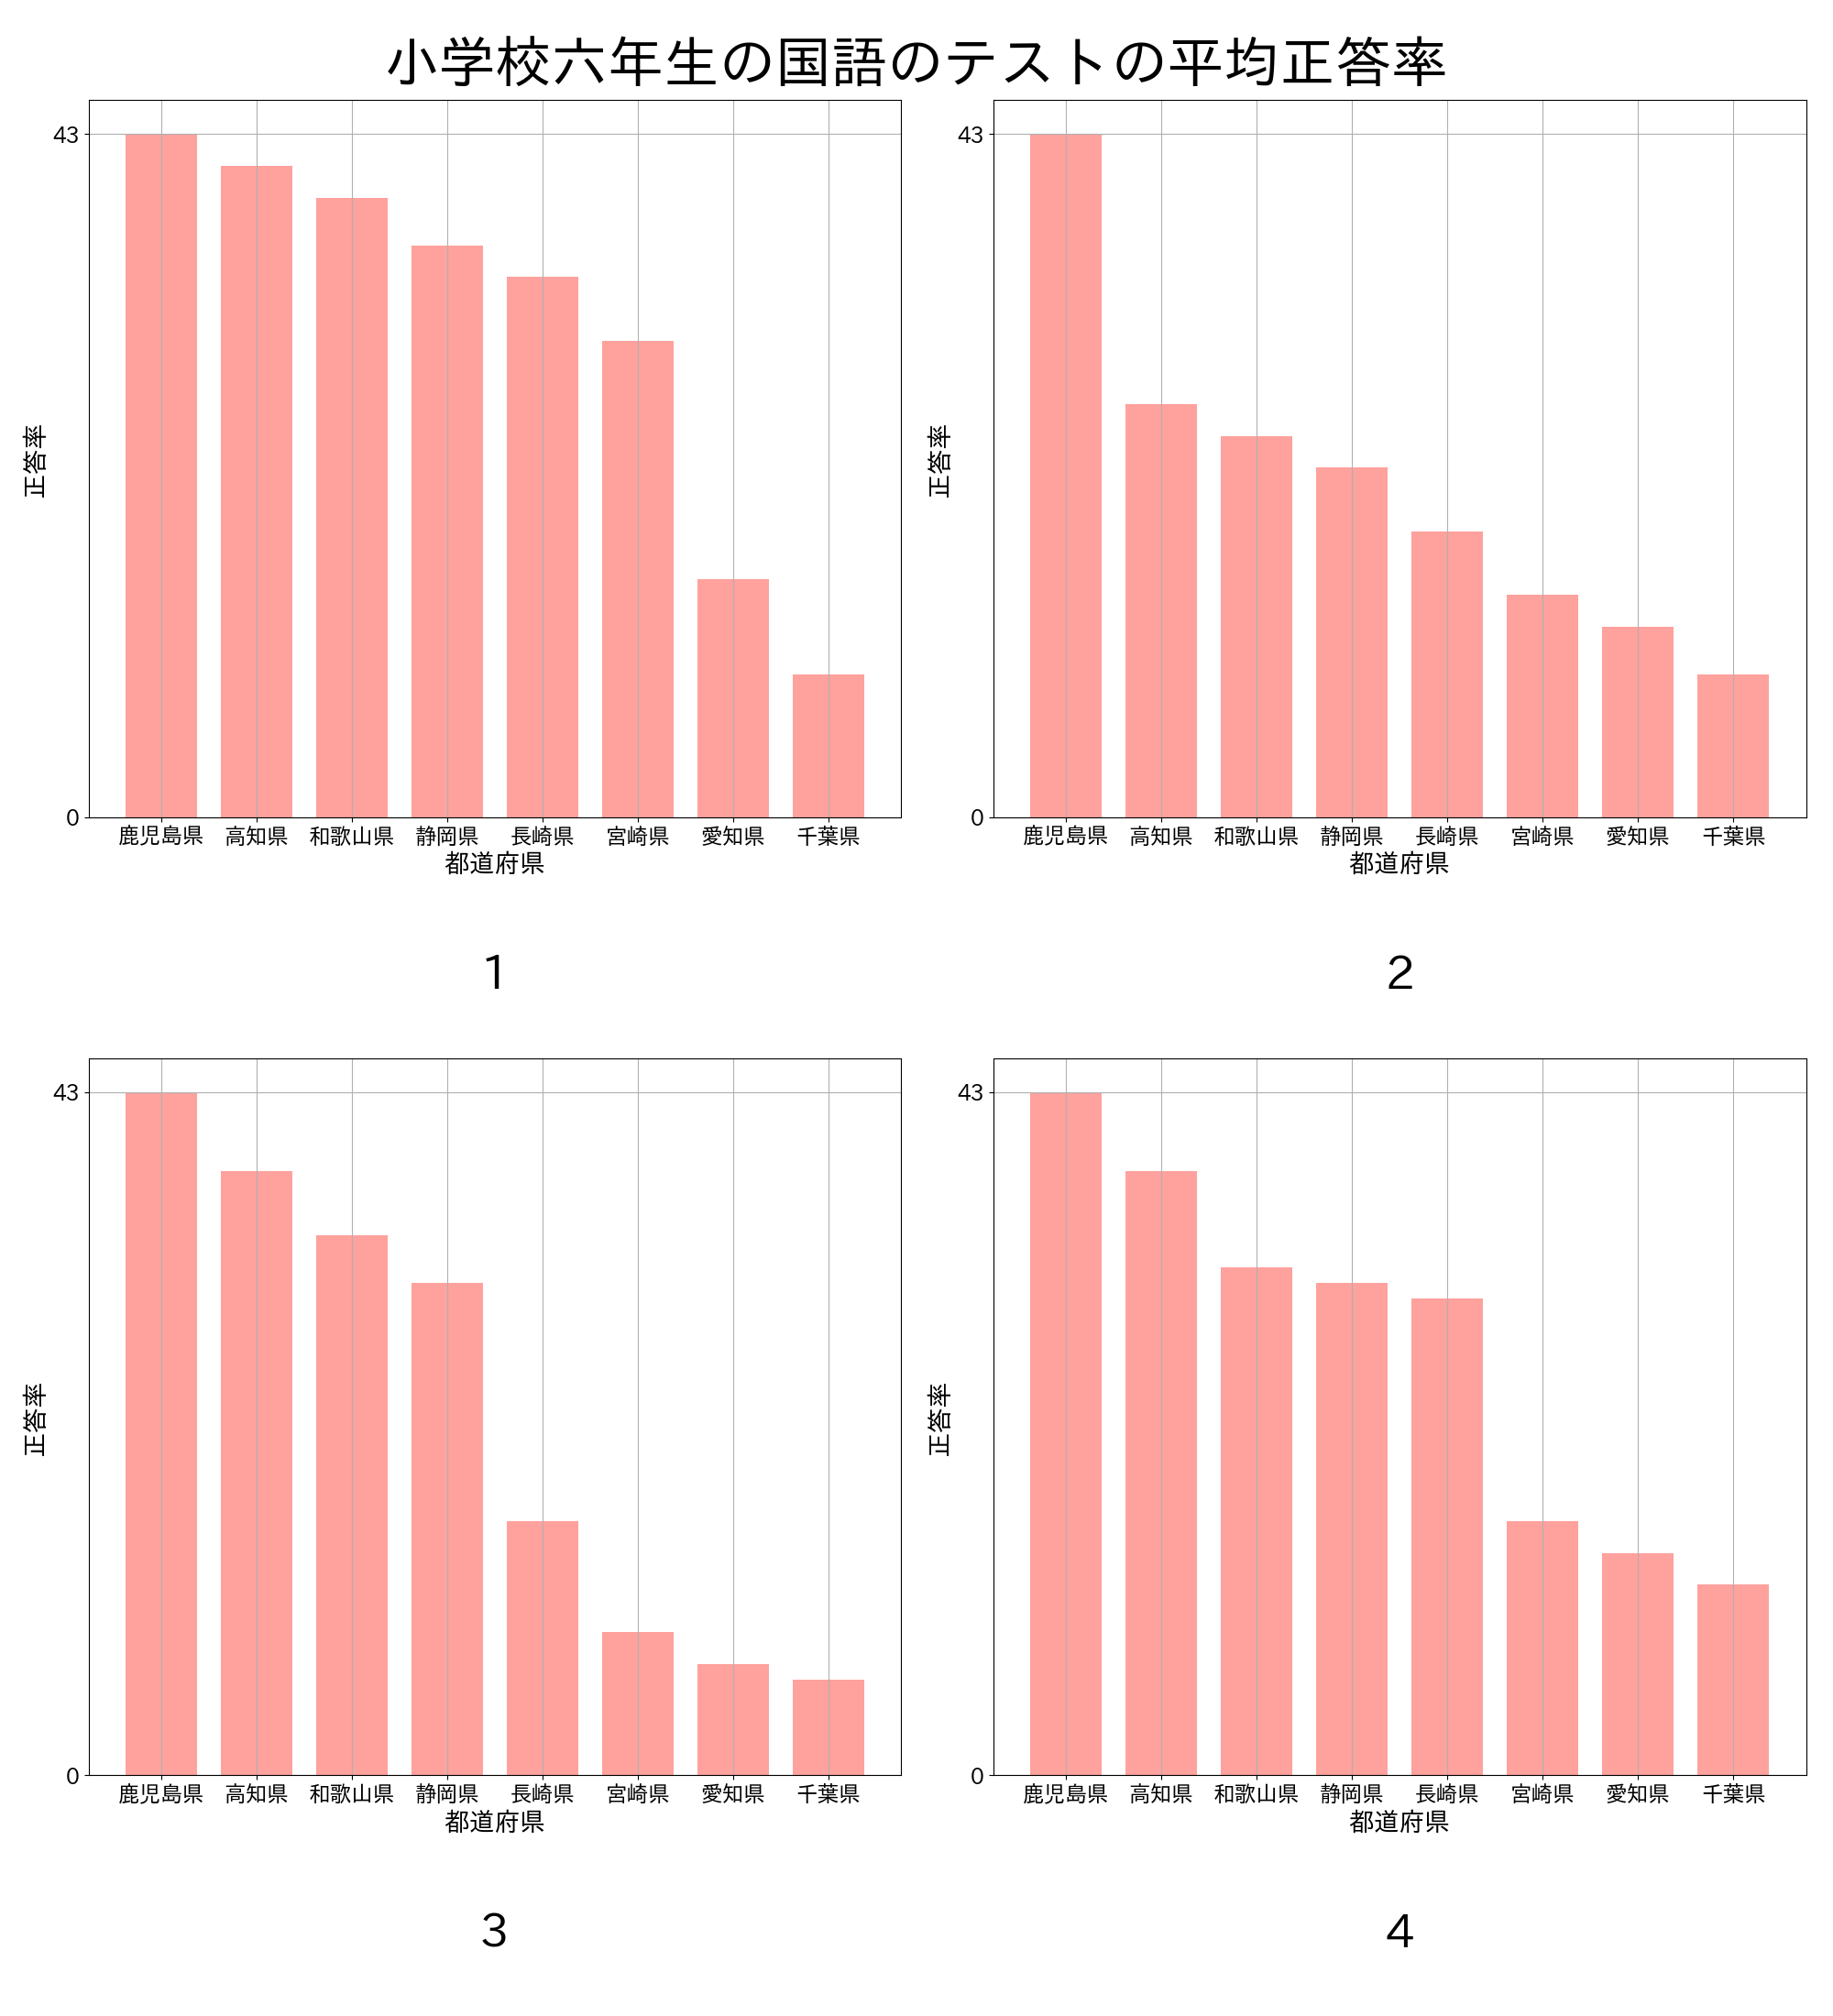 小学校六年生の国語のテストの平均正答率
43
0
正答率
鹿児島県 高知県 和歌山県 静岡県 長崎県 宮崎県 愛知県 千葉県
都道府県
1
43
0
正答率
鹿児島県 高知県 和歌山県 静岡県 長崎県 宮崎県 愛知県 千葉県
都道府県
2
43
0
正答率
鹿児島県 高知県 和歌山県 静岡県 長崎県 宮崎県 愛知県 千葉県
都道府県
3
43
0
正答率
鹿児島県 高知県 和歌山県 静岡県 長崎県 宮崎県 愛知県 千葉県
都道府県
4